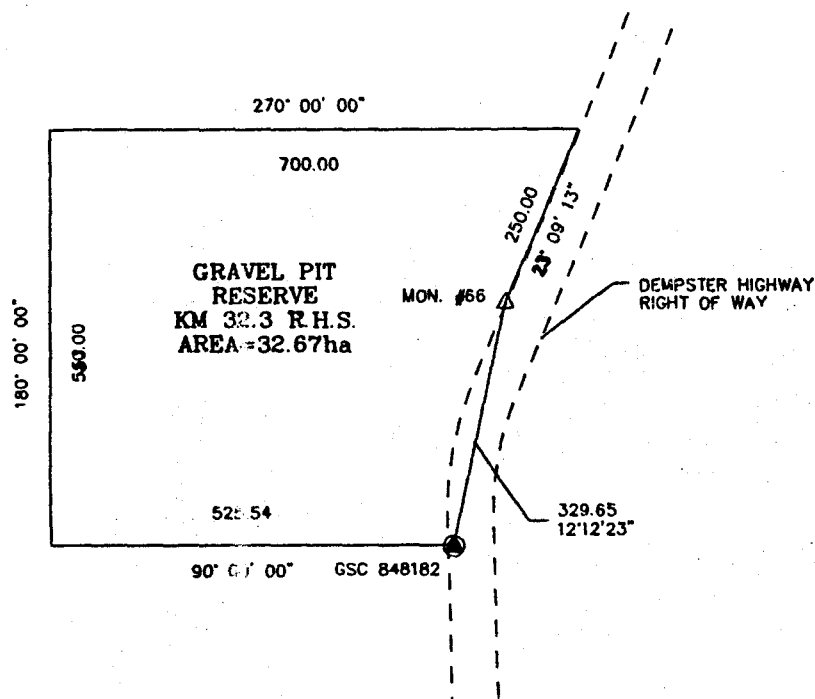 270° 00' 00"
700.00
250.00
23° 09' 13"
GRAVEL PIT
RESERVE
KM 32.3 R.H.S.
AREA=32.67ha
MON. #66
DEMPSTER HIGHWAY
RIGHT OF WAY
180° 00' 00"
525.54
329.65
12°12'23"
90° 00' 00"
GSC 848182